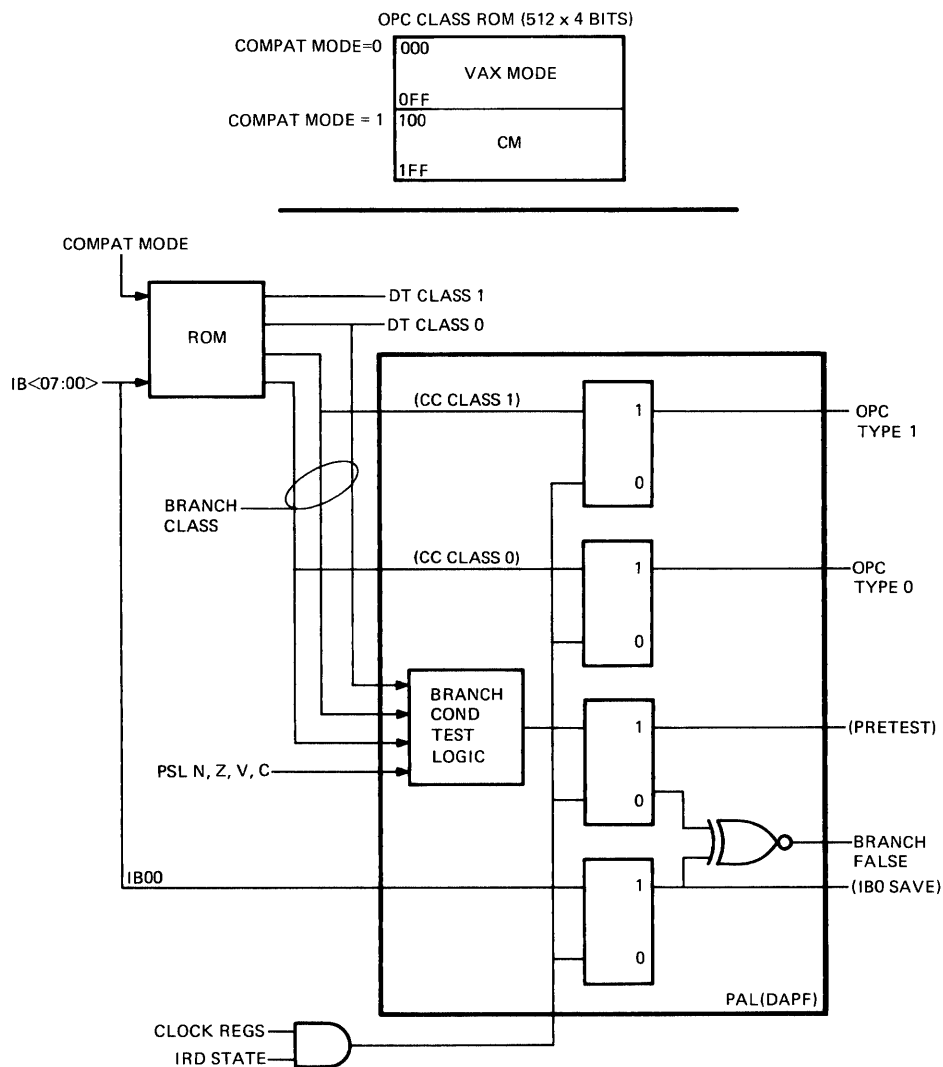 OPC CLASS ROM (512 x 4 BITS)
COMPAT MODE=0
000
VAX MODE
0FF
COMPAT MODE = 1
100
CM
1FF
COMPAT MODE
ROM
DT CLASS 1
DT CLASS 0
IB<07:00>
(CC CLASS 1)
1
OPC
TYPE 1
0
BRANCH
CLASS
(CC CLASS 0)
1
OPC
TYPE 0
0
BRANCH
COND
TEST
LOGIC
1
(PRETEST)
PSL N, Z, V, C
0
BRANCH
FALSE
IB00
1
(IB0 SAVE)
0
PAL(DAPF)
CLOCK REGS
IRD STATE